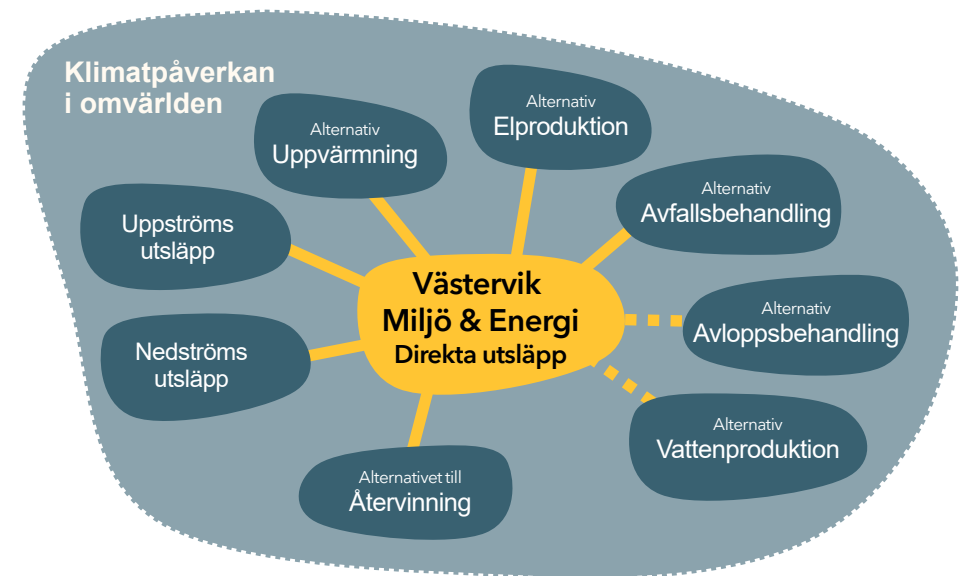 Klimatpåverkan
i omvärlden
Alternativ
Uppvärmning
Alternativ
Elproduktion
Alternativ
Avfallsbehandling
Uppströms
utsläpp
Västervik
Miljö & Energi
Direkta utsläpp
Alternativ
Avloppsbehandling
Nedströms
utsläpp
Alternativ
Vattenproduktion
Alternativet till
Återvinning